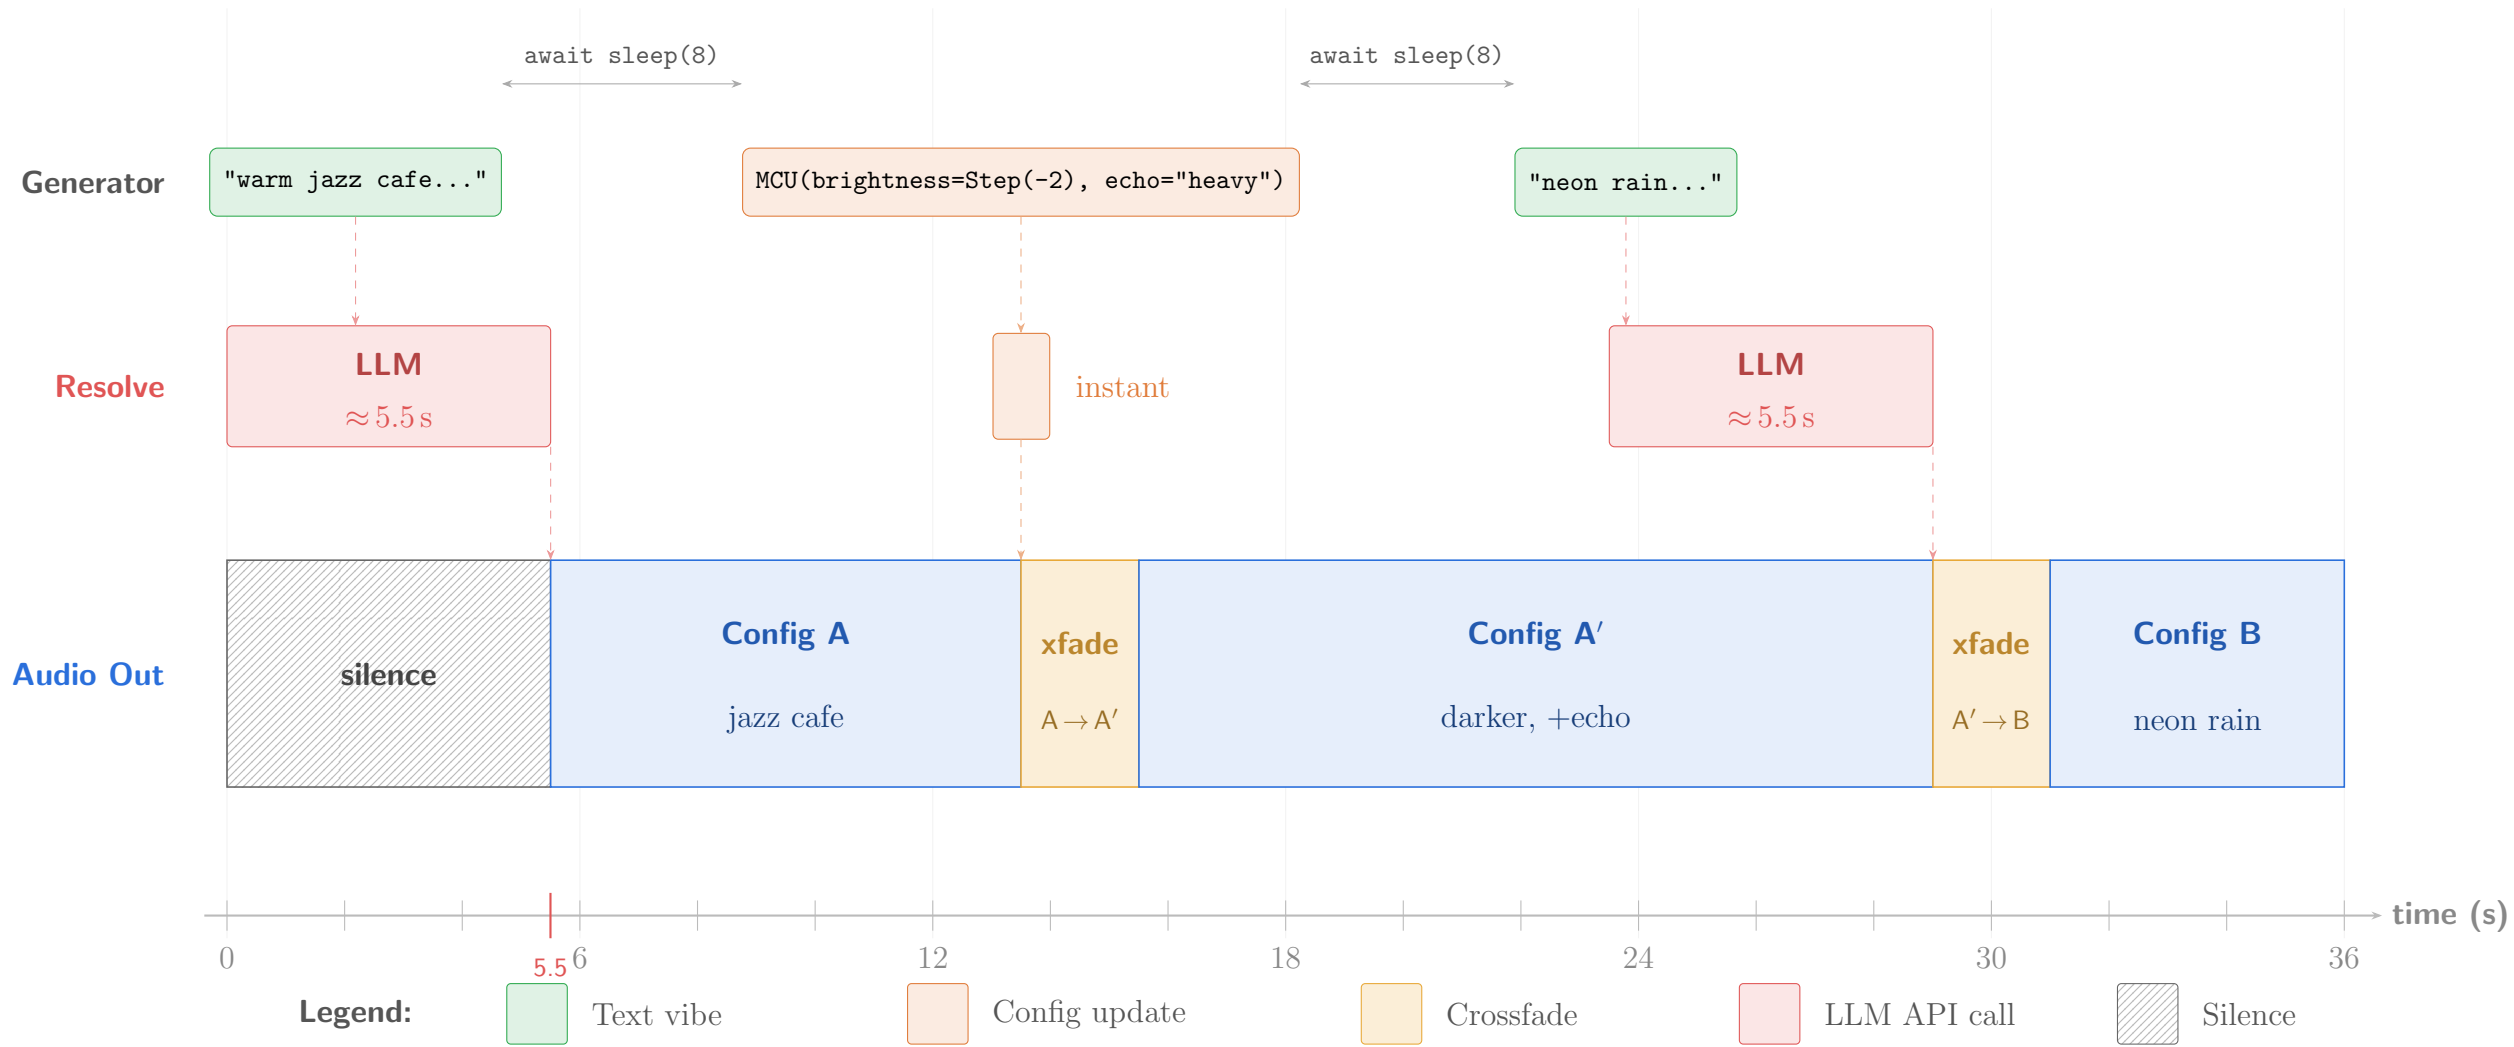 await sleep(8)
await sleep(8)
Generator
"warm jazz cafe..."
MCU(brightness=Step(-2), echo="heavy")
"neon rain..."
Resolve
LLM
≈5.5 s
instant
LLM
≈5.5 s
Audio Out
silence
Config A
jazz cafe
xfade
A→A′
Config A′
darker, +echo
xfade
A′→B
Config B
neon rain
time (s)
0
5.5
6
12
18
24
30
36
Legend:
Text vibe
Config update
Crossfade
LLM API call
Silence